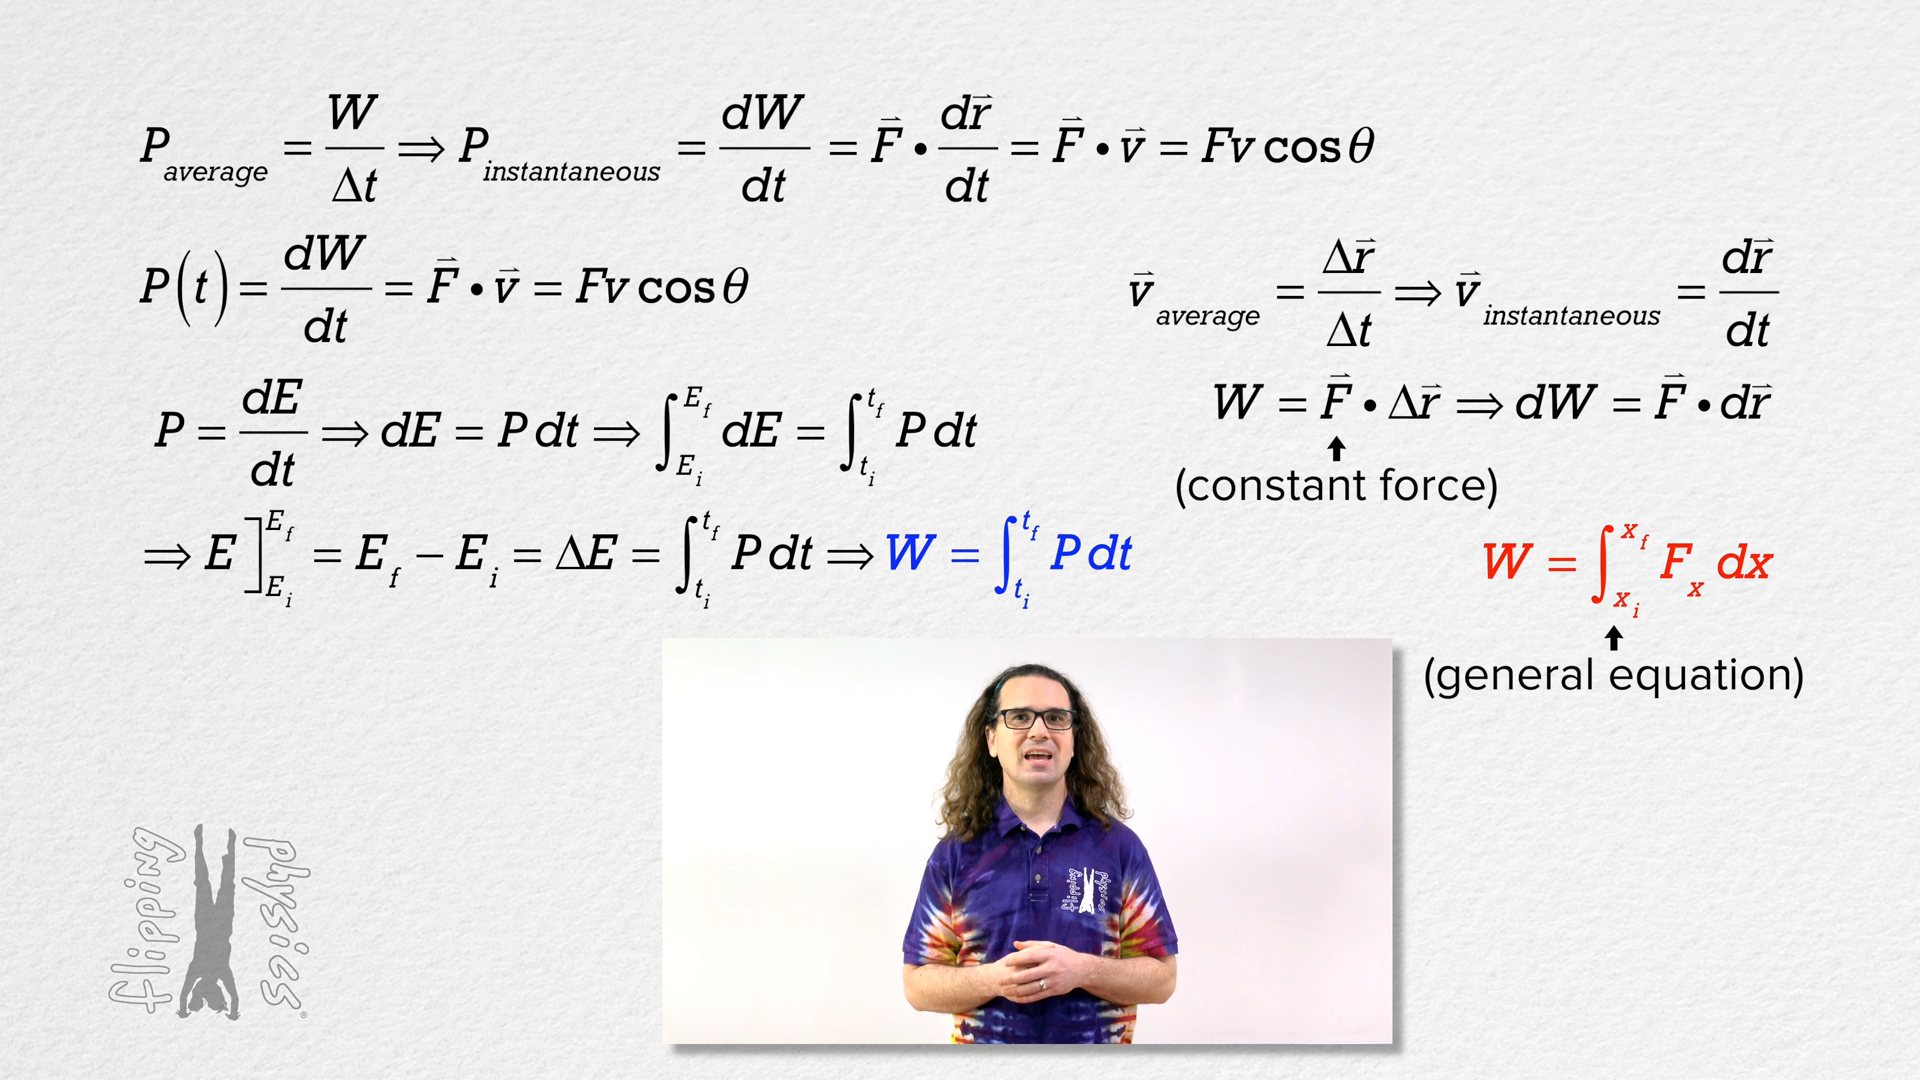 P_average = W/Δt ⇒ P_instantaneous = dW/dt = F⃗ • dr⃗/dt = F⃗ • v⃗ = Fv cos θ
P(t) = dW/dt = F⃗ • v⃗ = Fv cos θ
v⃗_average = Δr⃗/Δt ⇒ v⃗_instantaneous = dr⃗/dt
P = dE/dt ⇒ dE = P dt ⇒ ∫_{E_i}^{E_f} dE = ∫_{t_i}^{t_f} P dt
W = F⃗ • Δr⃗ ⇒ dW = F⃗ • dr⃗
(constant force)
⇒ E]_{E_i}^{E_f} = E_f − E_i = ΔE = ∫_{t_i}^{t_f} P dt ⇒ W = ∫_{t_i}^{t_f} P dt
W = ∫_{x_i}^{x_f} F_x dx
(general equation)
flipping physics®
flipping physics